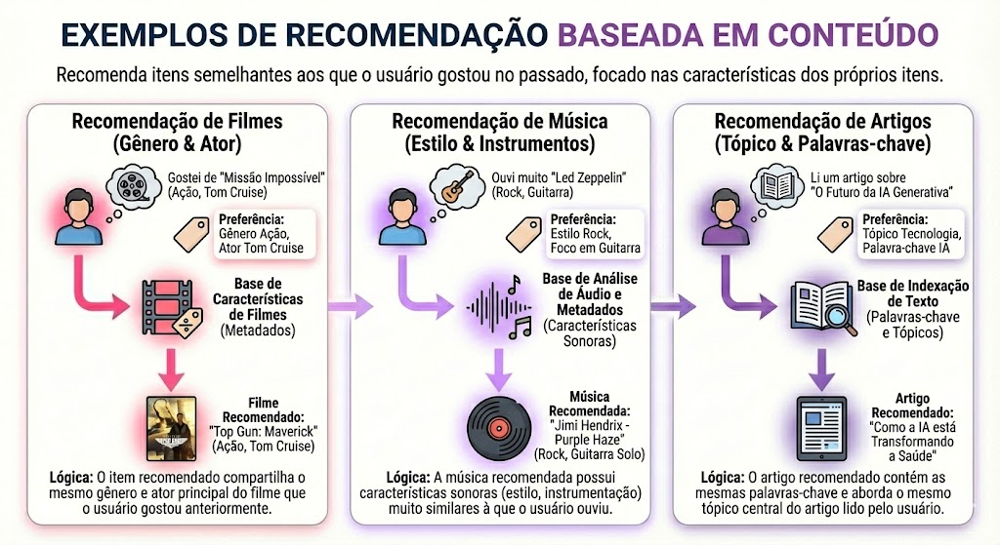 EXEMPLOS DE RECOMENDAÇÃO BASEADA EM CONTEÚDO
Recomenda itens semelhantes aos que o usuário gostou no passado, focado nas características dos próprios itens.
Recomendação de Filmes
(Gênero & Ator)
Gostei de "Missão Impossível"
(Ação, Tom Cruise)
Preferência:
Gênero Ação,
Ator Tom Cruise
Base de
Características
de Filmes
(Metadados)
Filme
Recomendado:
"Top Gun: Maverick"
(Ação, Tom Cruise)
Lógica: O item recomendado compartilha o
mesmo gênero e ator principal do filme que
o usuário gostou anteriormente.
Recomendação de Música
(Estilo & Instrumentos)
Ouvi muito "Led Zeppelin"
(Rock, Guitarra)
Preferência:
Estilo Rock,
Foco em Guitarra
Base de Análise
de Áudio e
Metadados
(Características
Sonoras)
Música
Recomendada:
"Jimi Hendrix -
Purple Haze"
(Rock, Guitarra Solo)
Lógica: A música recomendada possui
características sonoras (estilo, instrumentação)
muito similares à que o usuário ouviu.
Recomendação de Artigos
(Tópico & Palavras-chave)
Li um artigo sobre
"O Futuro da IA Generativa"
Preferência:
Tópico Tecnologia,
Palavra-chave IA
Base de Indexação
de Texto
(Palavras-chave
e Tópicos)
Artigo
Recomendado:
"Como a IA está
Transformando
a Saúde"
Lógica: O artigo recomendado contém as
mesmas palavras-chave e aborda o mesmo
tópico central do artigo lido pelo usuário.